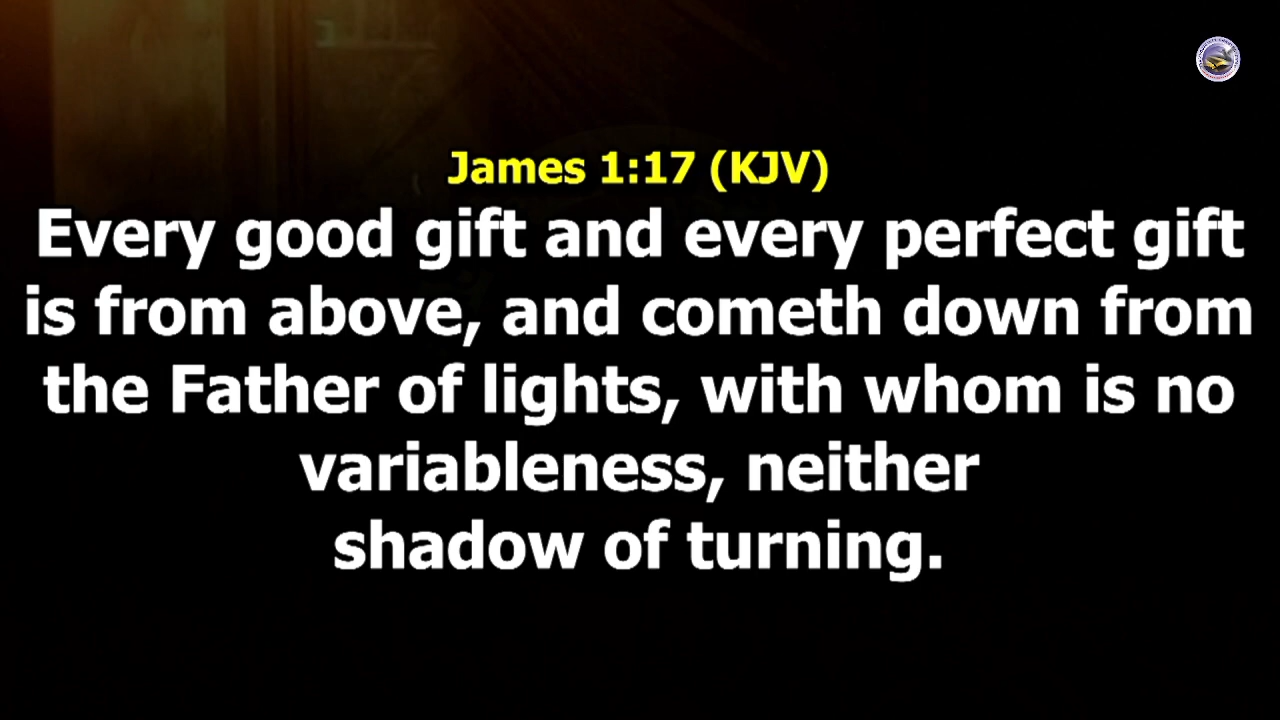 James 1:17 (KJV)
Every good gift and every perfect gift
is from above, and cometh down from
the Father of lights, with whom is no
variableness, neither
shadow of turning.